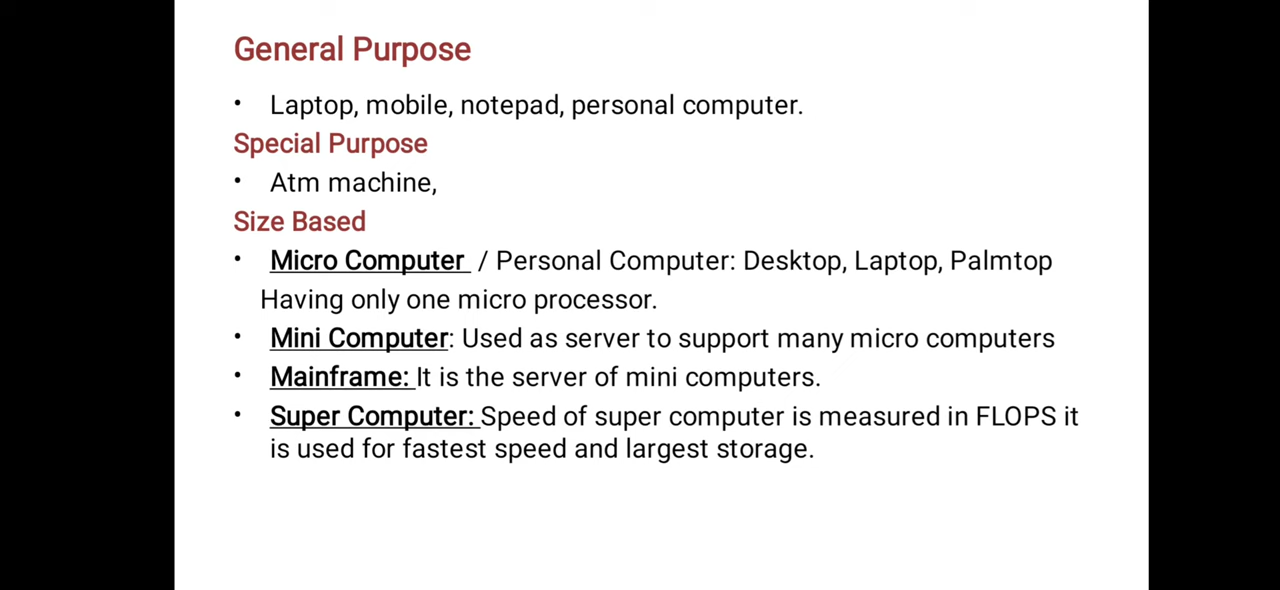 General Purpose
• Laptop, mobile, notepad, personal computer.
Special Purpose
• Atm machine,
Size Based
• Micro Computer / Personal Computer: Desktop, Laptop, Palmtop
Having only one micro processor.
• Mini Computer: Used as server to support many micro computers
• Mainframe: It is the server of mini computers.
• Super Computer: Speed of super computer is measured in FLOPS it
is used for fastest speed and largest storage.